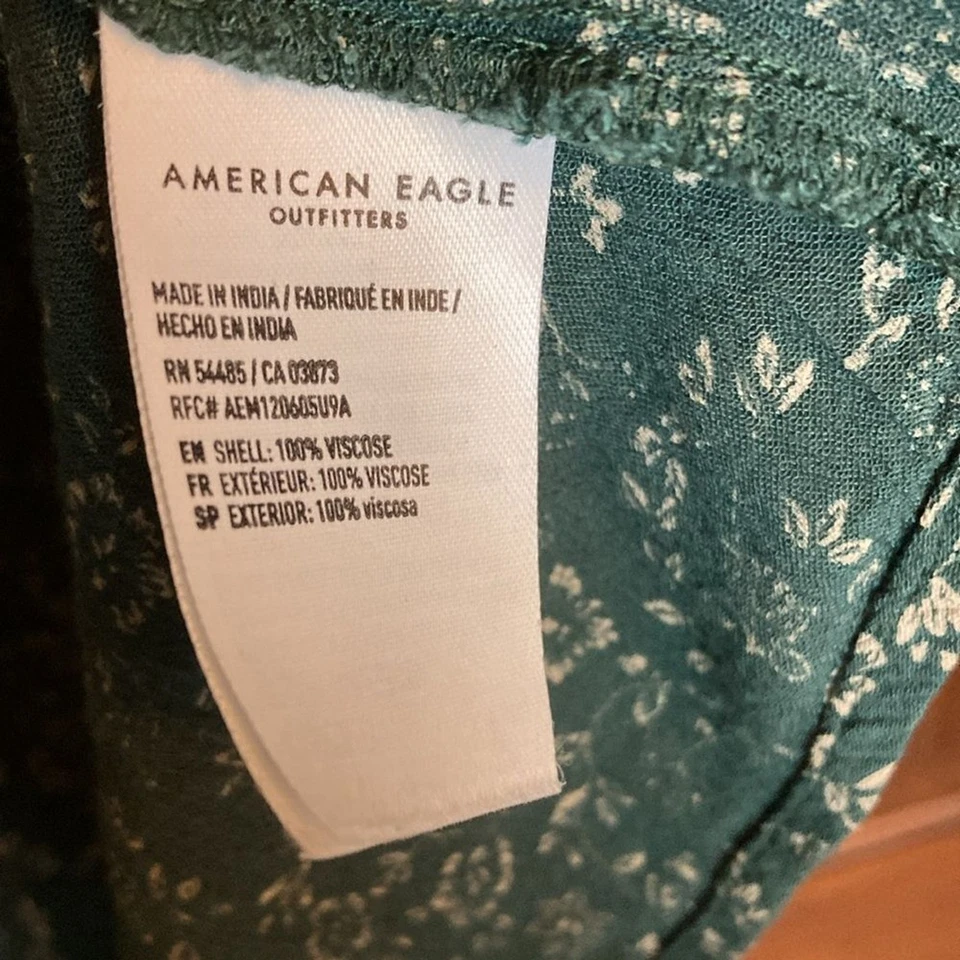 AMERICAN EAGLE
OUTFITTERS
MADE IN INDIA / FABRIQUÉ EN INDE /
HECHO EN INDIA
RN 54485 / CA 03873
RFC# AEM120605U9A
EN SHELL: 100% VISCOSE
FR EXTÉRIEUR: 100% VISCOSE
SP EXTERIOR: 100% viscosa